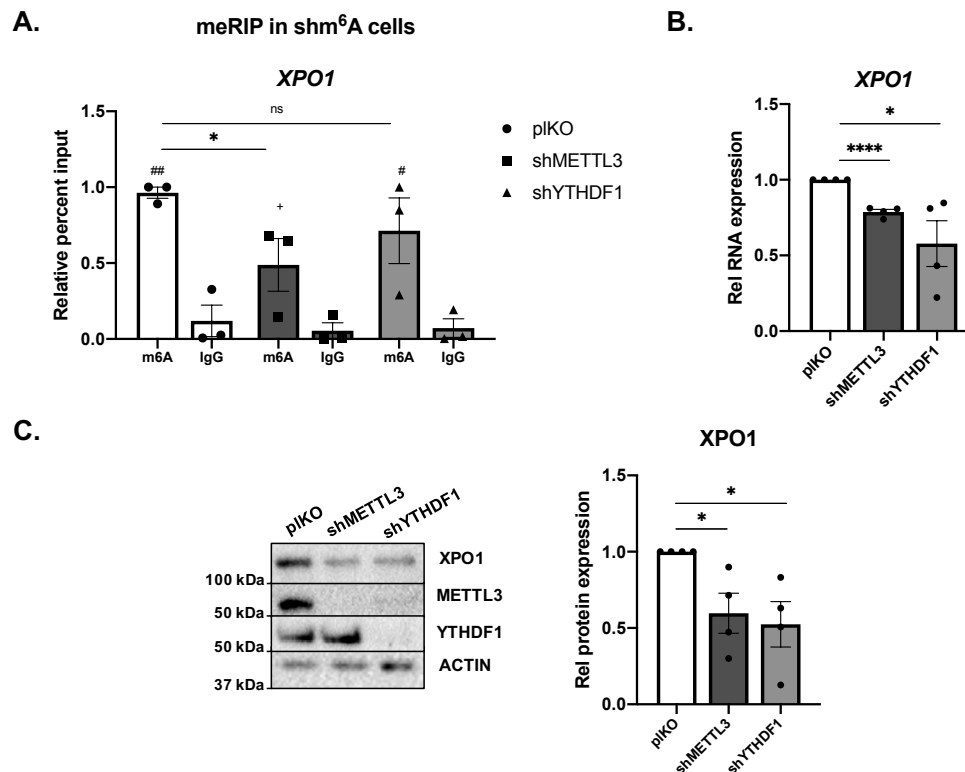 A.
meRIP in shm⁶A cells
XPO1
Relative percent input
1.5
1.0
0.5
0.0
ns
*
##
+
#
m6A
IgG
m6A
IgG
m6A
IgG
plKO
shMETTL3
shYTHDF1
B.
XPO1
Rel RNA expression
1.5
1.0
0.5
0.0
*
****
plKO
shMETTL3
shYTHDF1
C.
plKO
shMETTL3
shYTHDF1
XPO1
100 kDa
METTL3
50 kDa
YTHDF1
50 kDa
ACTIN
37 kDa
XPO1
Rel protein expression
1.5
1.0
0.5
0.0
*
*
plKO
shMETTL3
shYTHDF1